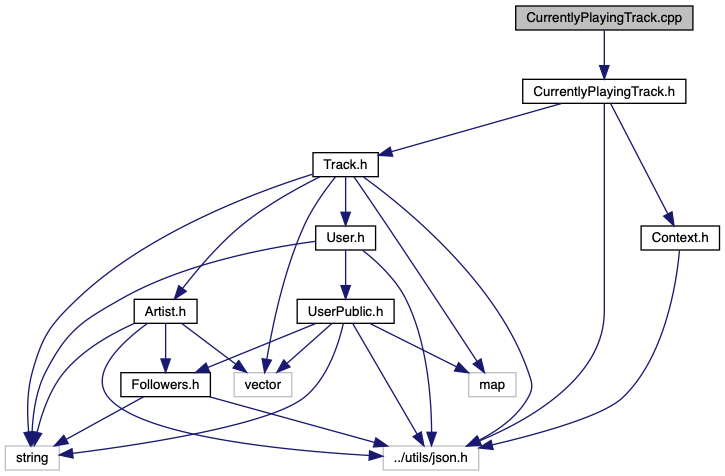 CurrentlyPlayingTrack.cpp
CurrentlyPlayingTrack.h
Track.h
User.h
Context.h
Artist.h
UserPublic.h
Followers.h
vector
map
string
../utils/json.h